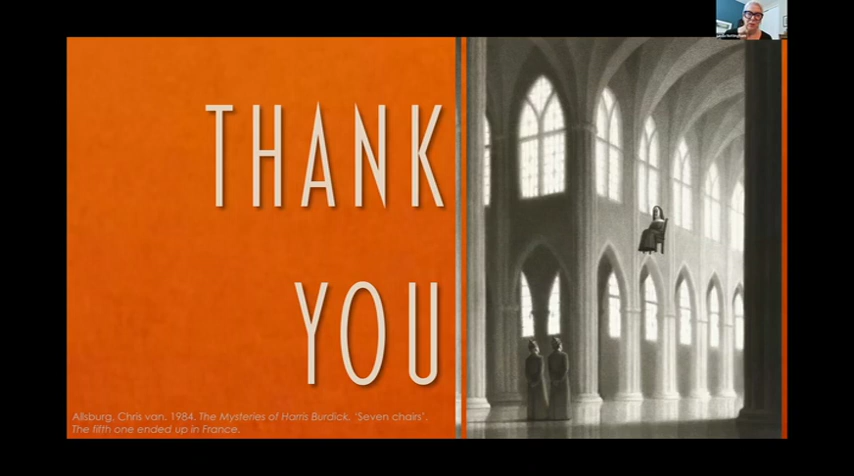 THANK
YOU
Allsburg, Chris van. 1984. The Mysteries of Harris Burdick. 'Seven chairs'.
The fifth one ended up in France.